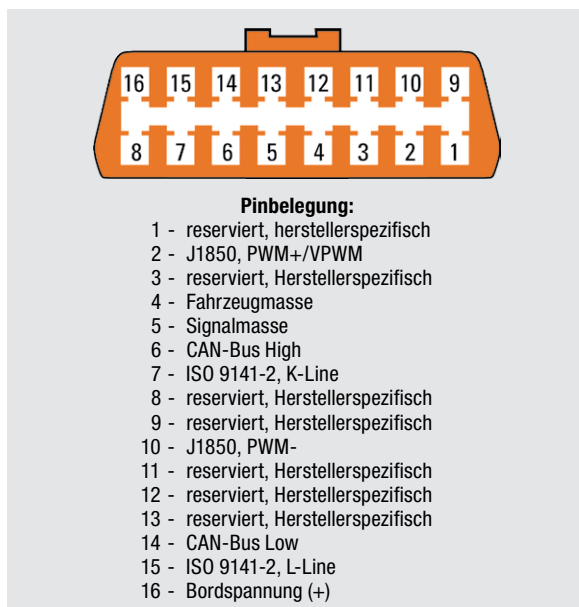 16 15 14 13 12 11 10 9
8 7 6 5 4 3 2 1
Pinbelegung:
1 - reserviert, herstellerspezifisch
2 - J1850, PWM+/VPWM
3 - reserviert, Herstellerspezifisch
4 - Fahrzeugmasse
5 - Signalmasse
6 - CAN-Bus High
7 - ISO 9141-2, K-Line
8 - reserviert, Herstellerspezifisch
9 - reserviert, Herstellerspezifisch
10 - J1850, PWM-
11 - reserviert, Herstellerspezifisch
12 - reserviert, Herstellerspezifisch
13 - reserviert, Herstellerspezifisch
14 - CAN-Bus Low
15 - ISO 9141-2, L-Line
16 - Bordspannung (+)